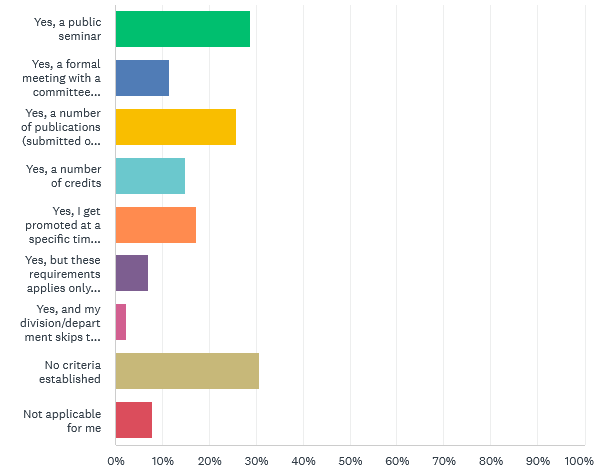 Yes, a public
seminar
Yes, a formal
meeting with a
committee...
Yes, a number
of publications
(submitted o...
Yes, a number
of credits
Yes, I get
promoted at a
specific tim...
Yes, but these
requirements
applies only...
Yes, and my
division/depart
ment skips t...
No criteria
established
Not applicable
for me
0% 10% 20% 30% 40% 50% 60% 70% 80% 90% 100%